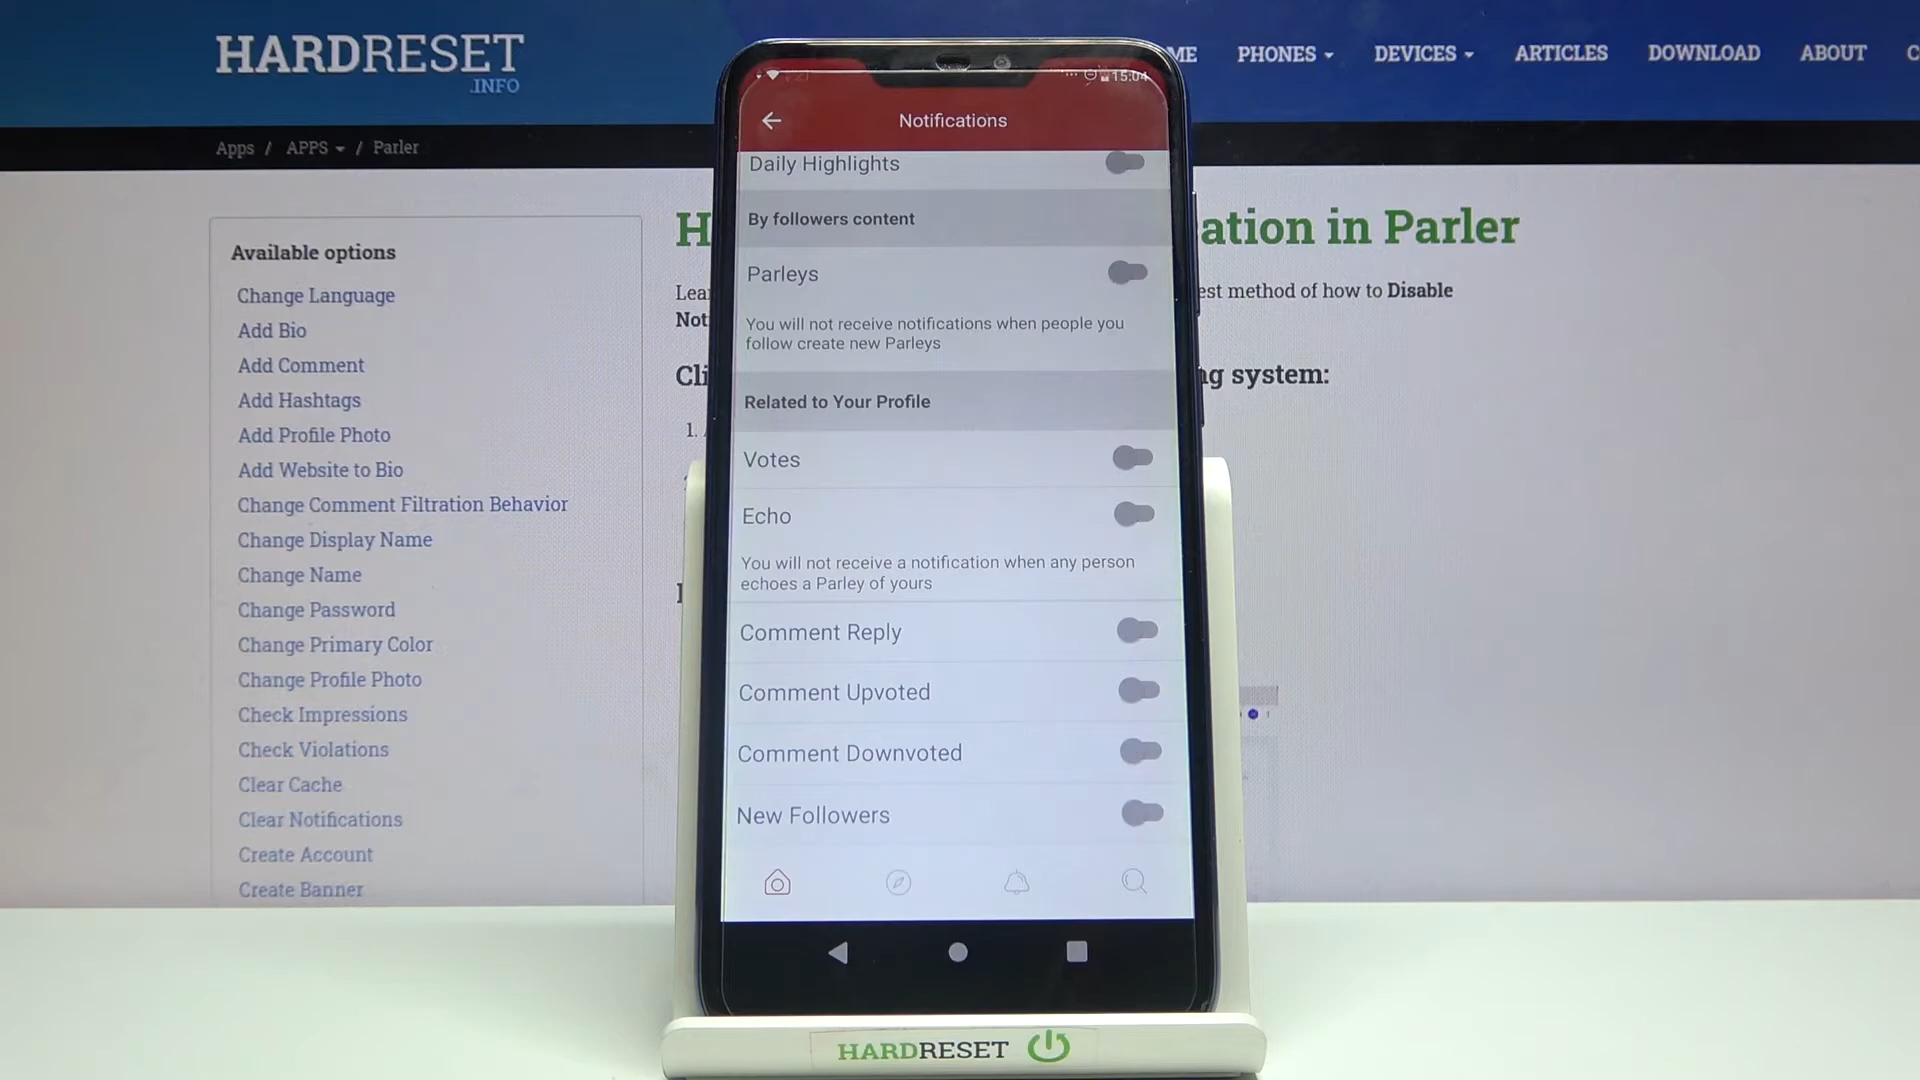 HARDRESET
.INFO
PHONES
DEVICES
ARTICLES
DOWNLOAD
ABOUT
Apps / APPS / Parler
Available options
Change Language
Add Bio
Add Comment
Add Hashtags
Add Profile Photo
Add Website to Bio
Change Comment Filtration Behavior
Change Display Name
Change Name
Change Password
Change Primary Color
Change Profile Photo
Check Impressions
Check Violations
Clear Cache
Clear Notifications
Create Account
Create Banner
in Parler
method of how to Disable
system:
1.
15:04
Notifications
Daily Highlights
By followers content
Parleys
You will not receive notifications when people you
follow create new Parleys
Related to Your Profile
Votes
Echo
You will not receive a notification when any person
echoes a Parley of yours
Comment Reply
Comment Upvoted
Comment Downvoted
New Followers
HARDRESET